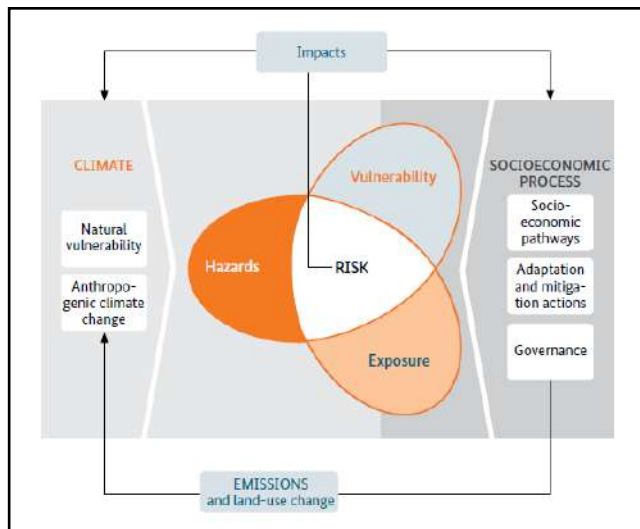 Impacts
CLIMATE
Natural
vulnerability
Anthropo-
genic climate
change
Hazards
Vulnerability
RISK
Exposure
SOCIOECONOMIC
PROCESS
Socio-
economic
pathways
Adaptation and
mitiga-
tion actions
Governance
EMISSIONS
and land-use change